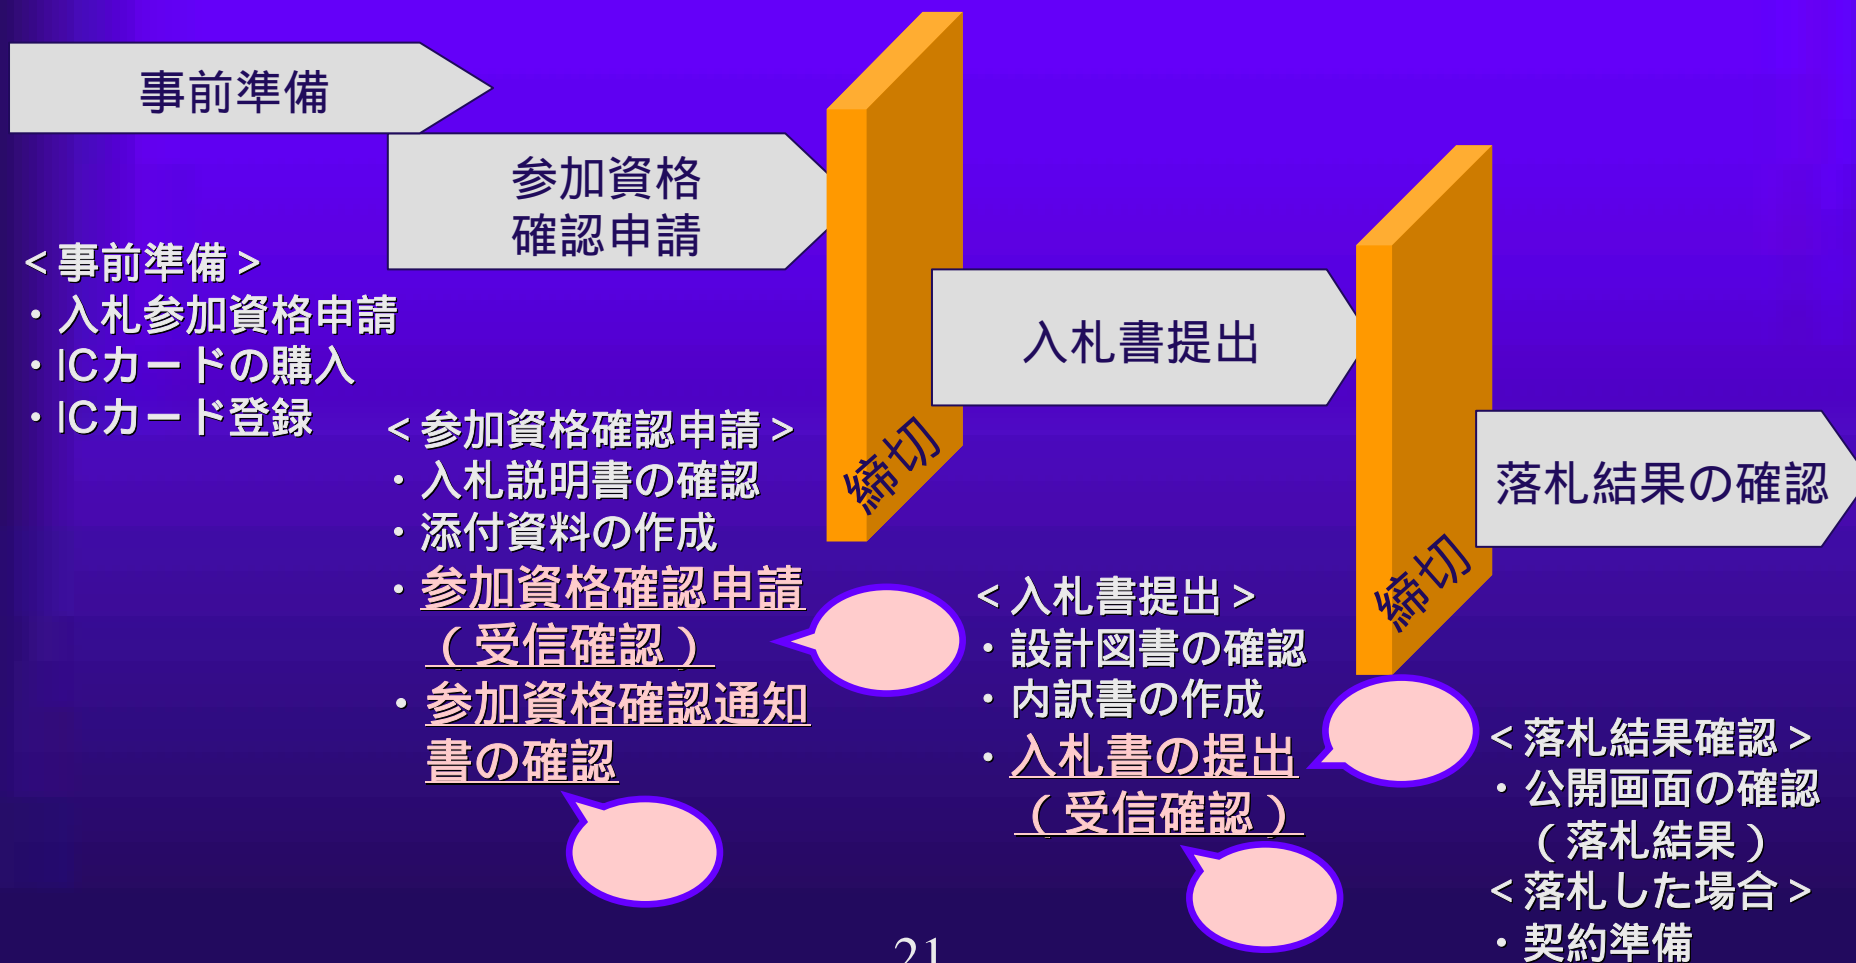 事前準備
参加資格
確認申請
締切
入札書提出
締切
落札結果の確認
＜事前準備＞
・入札参加資格申請
・ICカードの購入
・ICカード登録
＜参加資格確認申請＞
・入札説明書の確認
・添付資料の作成
・参加資格確認申請
（受信確認）
・参加資格確認通知
書の確認
＜入札書提出＞
・設計図書の確認
・内訳書の作成
・入札書の提出
（受信確認）
＜落札結果確認＞
・公開画面の確認
（落札結果）
＜落札した場合＞
・契約準備
21